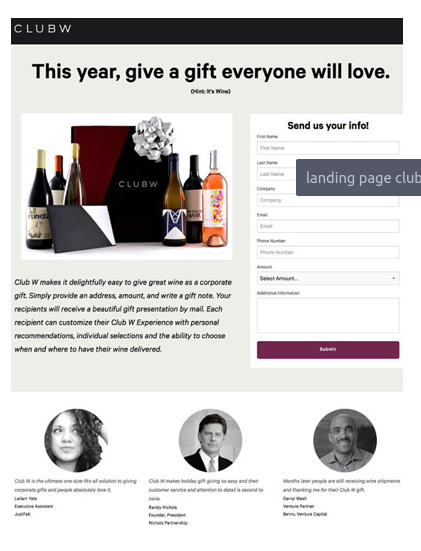 CLUBW
This year, give a gift everyone will love.
(Hint: It's Wine)
CLUBW
Send us your info!
First Name
First Name
Last Name
Last Name
landing page club
Company
Company
Email
Email
Phone Number
Phone Number
Amount
Select Amount...
Additional Information
Submit
Club W makes it delightfully easy to give great wine as a corporate
gift. Simply provide an address, amount, and write a gift note. Your
recipients will receive a beautiful gift presentation by mail. Each
recipient can customize their Club W Experience with personal
recommendations, individual selections and the ability to choose
when and where to have their wine delivered.
Club W is the ultimate one-size-fits-all solution to giving
corporate gifts and people absolutely love it.
Leilani Yats
Executive Assistant
JustFab
Club W makes holiday gift giving so easy and their
customer service and attention to detail is second to
none.
Randy Nichols
Founder, President
Nichols Partnership
Months later people are still receiving wine shipments
and thanking me for their Club W gift.
Darryl Wash
Venture Partner
Bennu Venture Capital